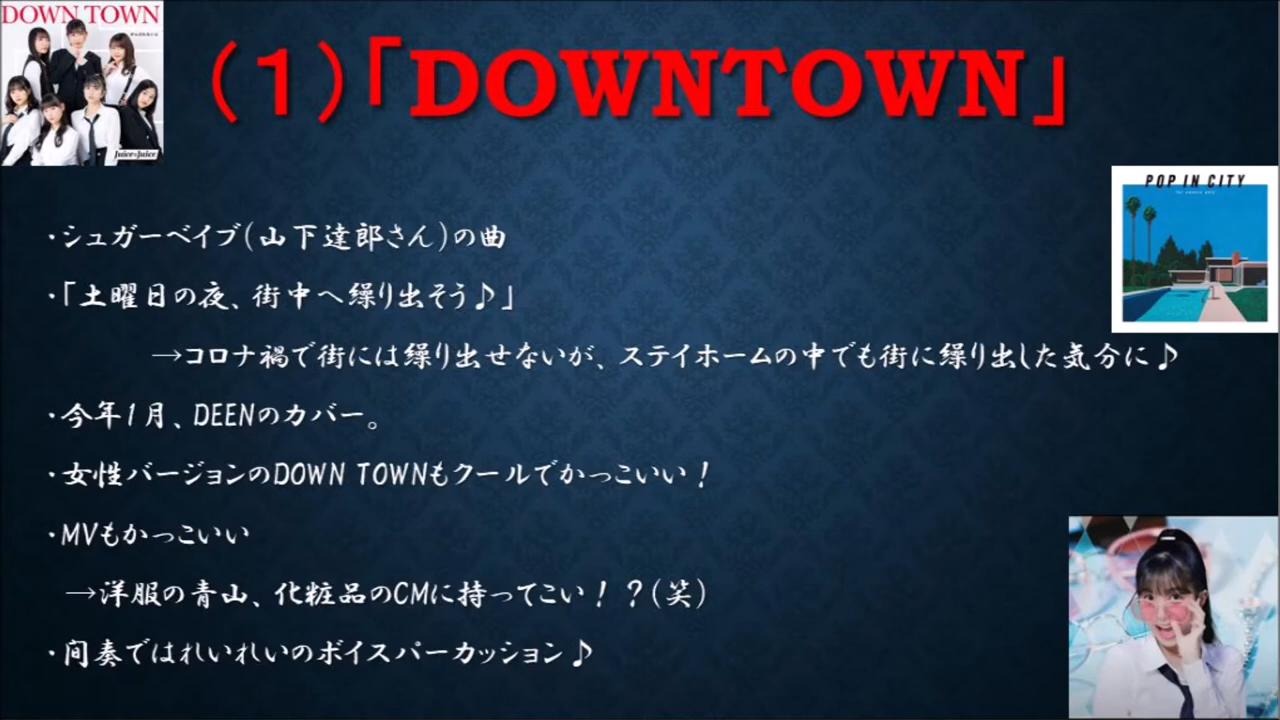 DOWN TOWN
Juice=Juice
(1)「DOWNTOWN」
POP IN CITY
・シュガーベイブ(山下達郎さん)の曲
・「土曜日の夜、街中へ繰り出そう♪」
→コロナ禍で街には繰り出せないが、ステイホームの中でも街に繰り出した気分に♪
・今年1月、DEENのカバー。
・女性バージョンのDOWN TOWNもクールでかっこいい！
・MVもかっこいい
→洋服の青山、化粧品のCMに持ってこい！？(笑)
・間奏ではれいれいのボイスパーカッション♪